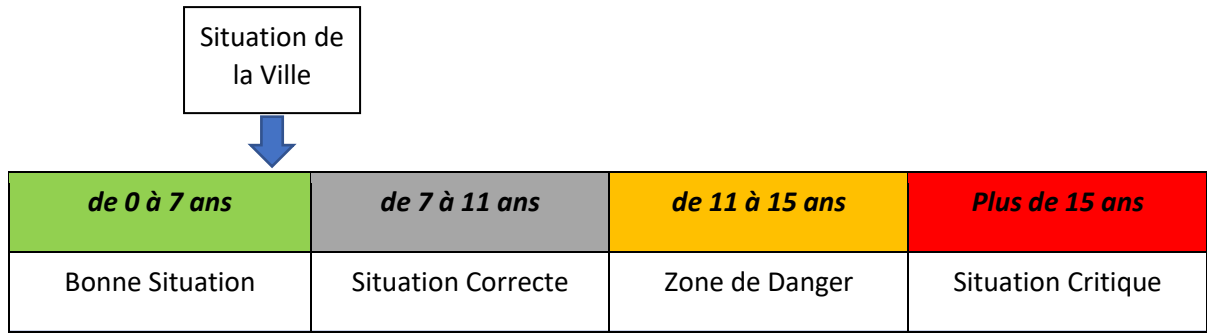 Situation de
la Ville
de 0 à 7 ans
de 7 à 11 ans
de 11 à 15 ans
Plus de 15 ans
Bonne Situation
Situation Correcte
Zone de Danger
Situation Critique